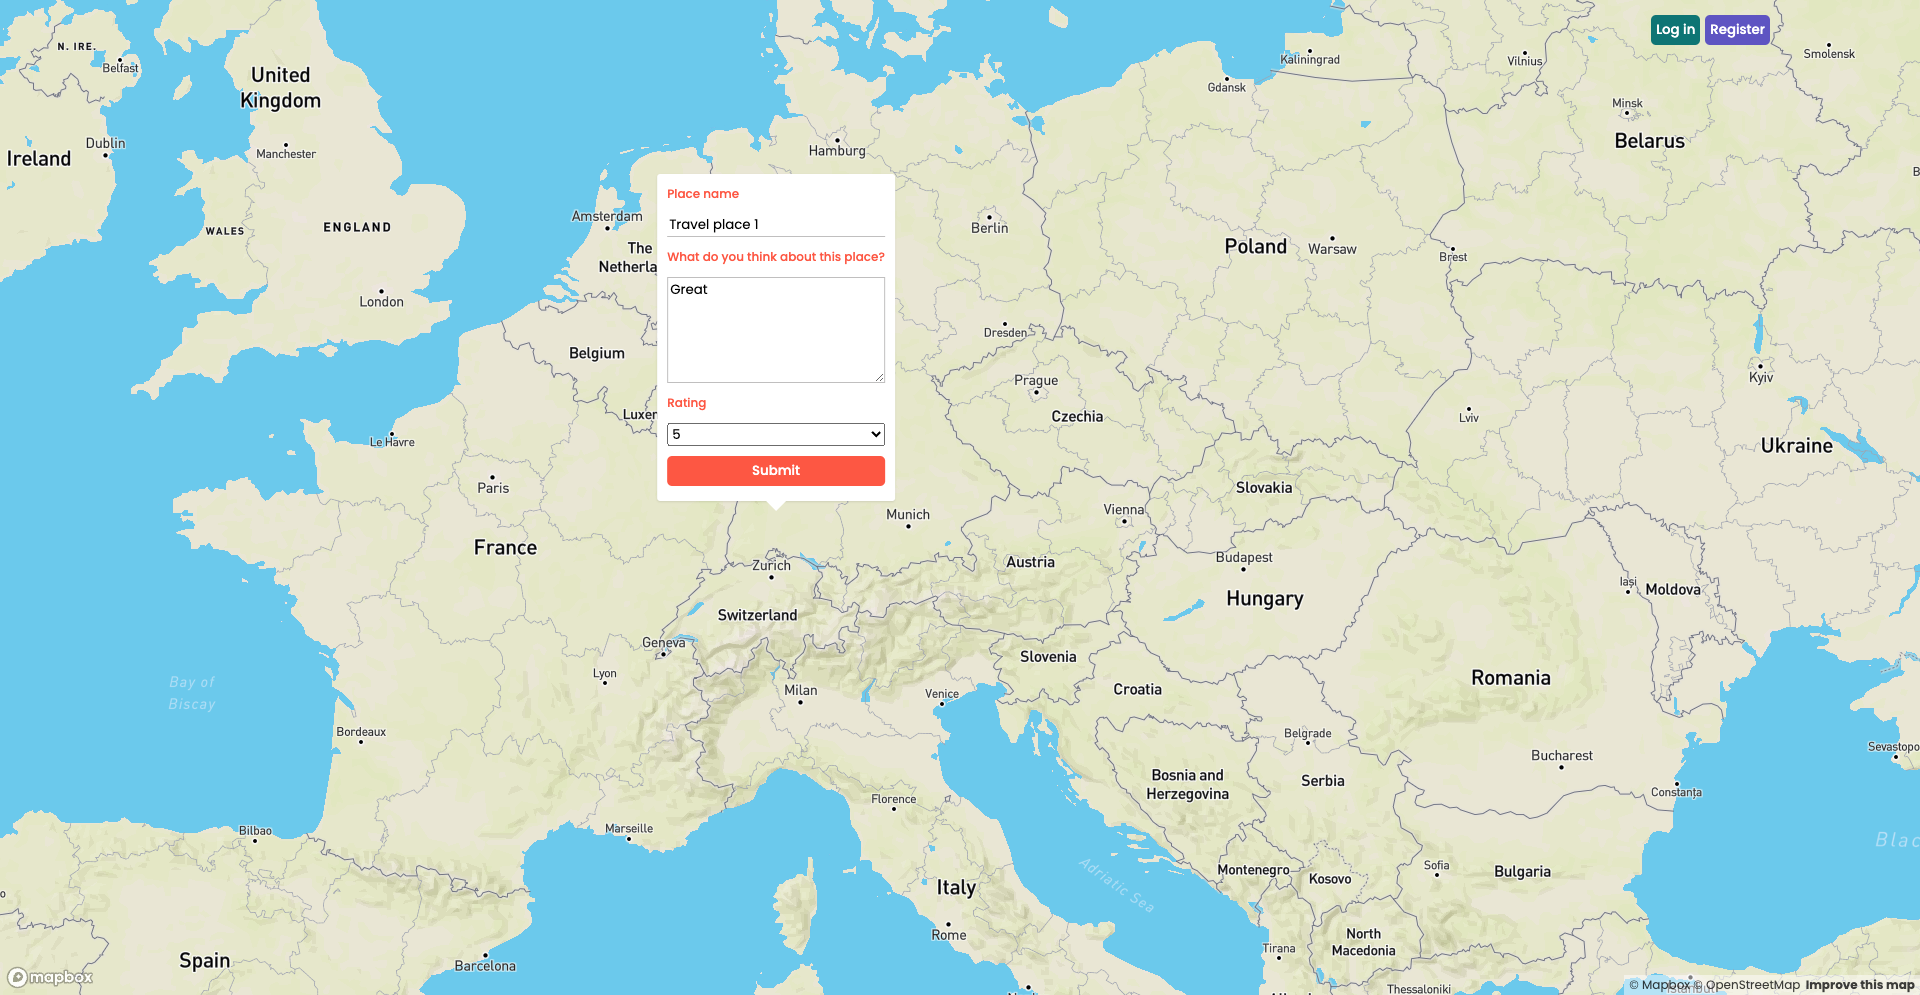 Log in
Register
N. IRE.
Belfast
United
Kingdom
Dublin
Ireland
Manchester
WALES
ENGLAND
London
Kaliningrad
Vilnius
Smolensk
Gdansk
Minsk
Belarus
Hamburg
Amsterdam
The
Berlin
Poland
Warsaw
Brest
Place name
Travel place 1
What do you think about this place?
Great
Rating
5
Submit
Belgium
Dresden
Prague
Czechia
Kyiv
Lviv
Ukraine
Le Havre
Paris
France
Munich
Vienna
Slovakia
Zurich
Austria
Budapest
Hungary
Iași
Moldova
Switzerland
Geneva
Lyon
Slovenia
Milan
Venice
Croatia
Romania
Bay of
Biscay
Bordeaux
Belgrade
Bucharest
Sevastopo
Bosnia and
Herzegovina
Serbia
Constanța
Florence
Marseille
Bilbao
Blac
Adriatic Sea
Montenegro
Kosovo
Sofia
Bulgaria
Italy
Rome
Tirana
North
Macedonia
Spain
Barcelona
Thessaloniki
mapbox
© Mapbox © OpenStreetMap Improve this map